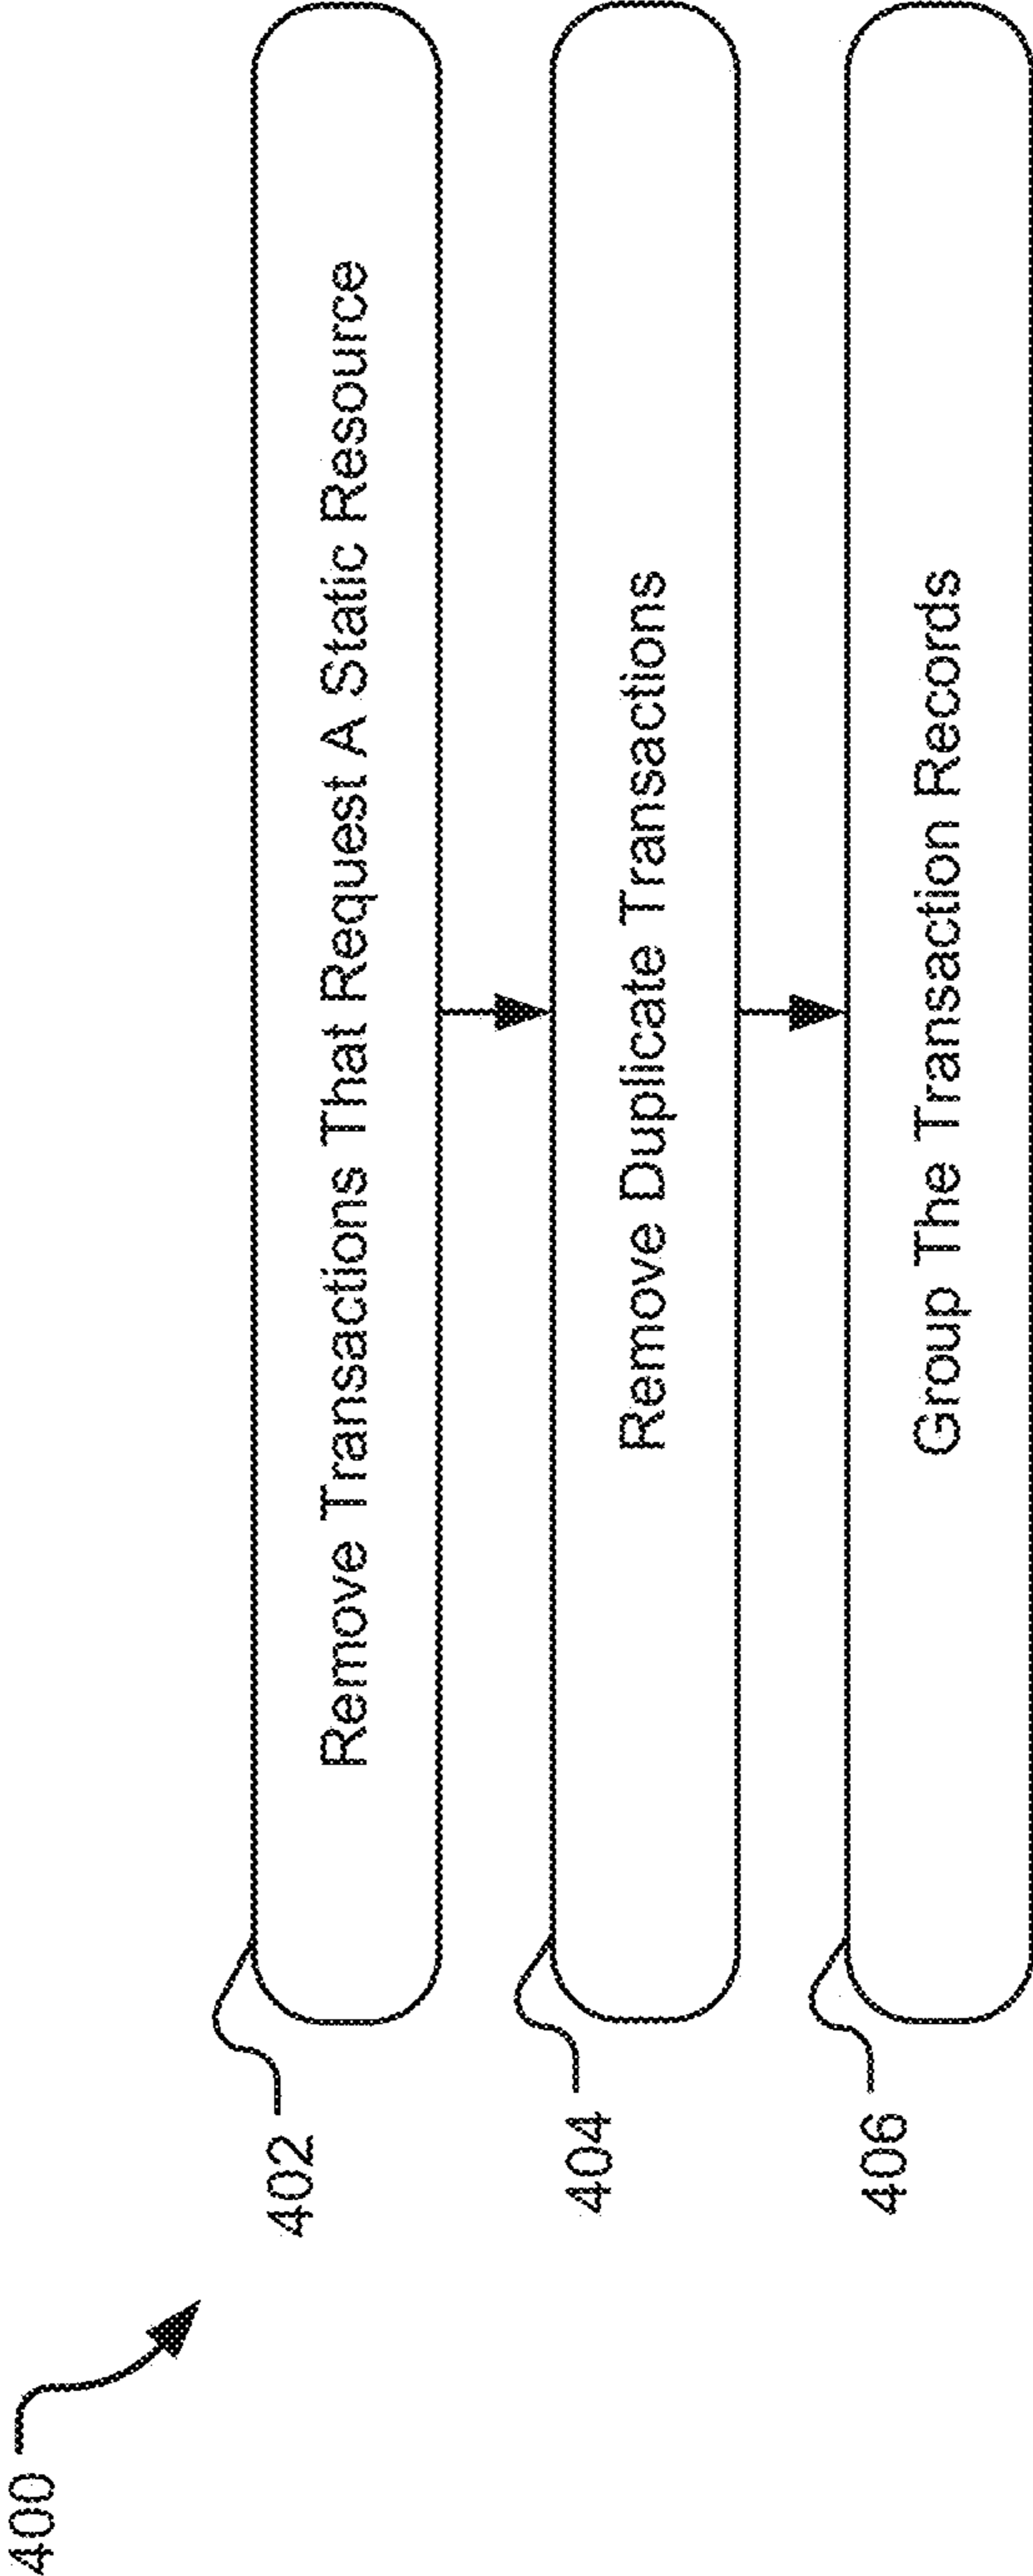 400
402
Remove Transactions That Request A Static Resource
404
Remove Duplicate Transactions
406
Group The Transaction Records